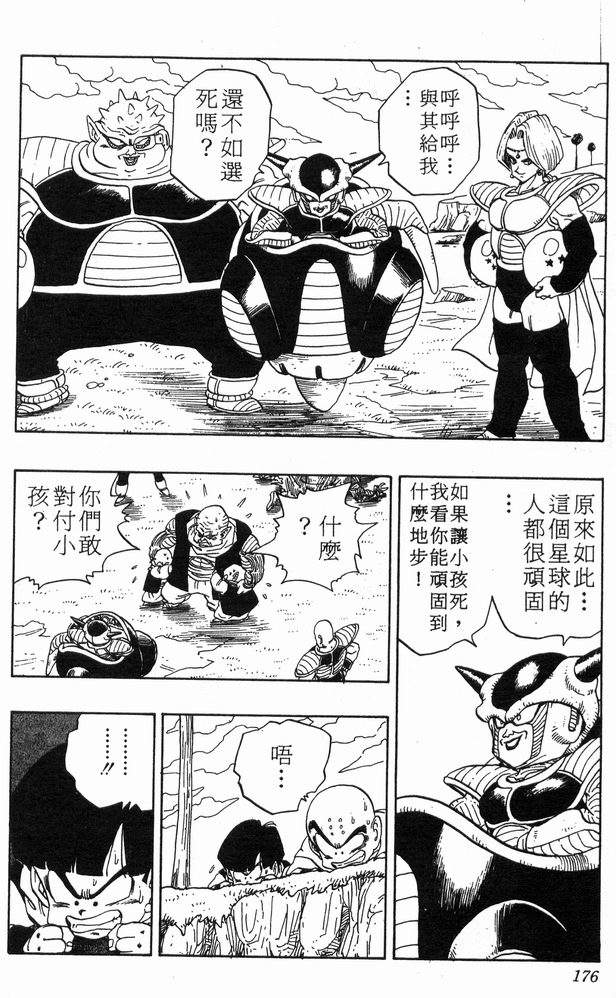 呼呼呼…
與其給我
…
還不如選
死嗎？
原來如此…
這個星球的
人都很頑固
…
如果讓小孩死，
我看你能頑固到
什麼地步！
什麼
？
你們敢
對付小
孩？
唔…
………
……!!
176